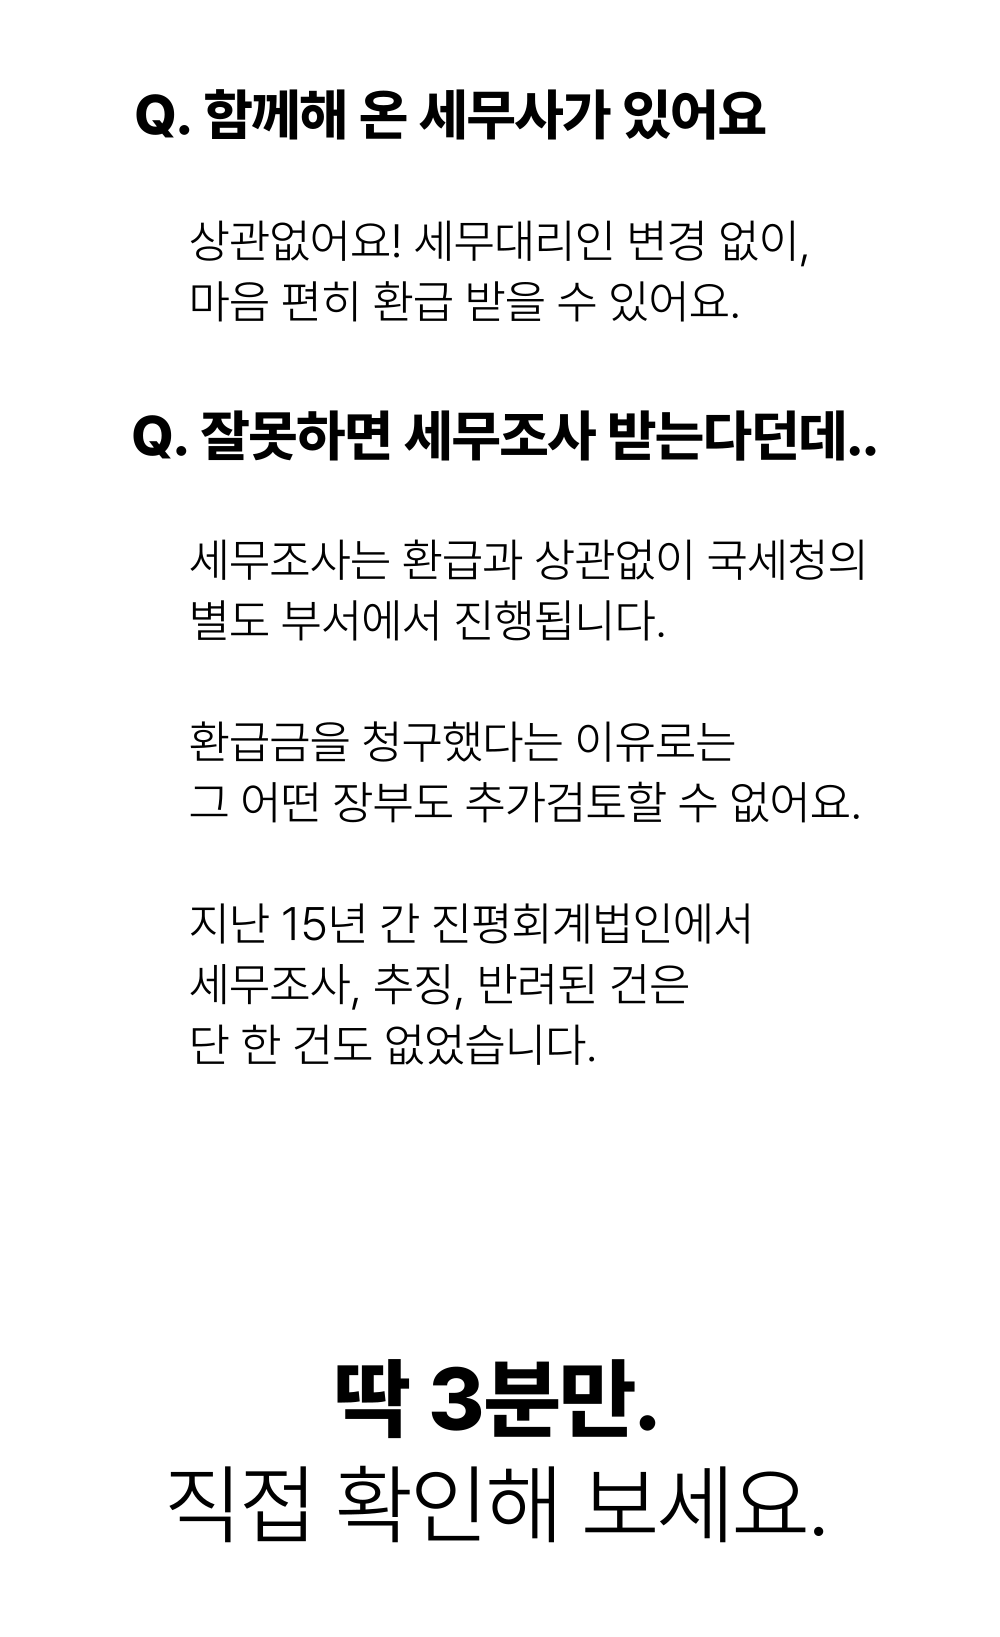 Q. 함께해 온 세무사가 있어요
상관없어요! 세무대리인 변경 없이,
마음 편히 환급 받을 수 있어요.
Q. 잘못하면 세무조사 받는다던데..
세무조사는 환급과 상관없이 국세청의
별도 부서에서 진행됩니다.
환급금을 청구했다는 이유로는
그 어떤 장부도 추가검토할 수 없어요.
지난 15년 간 진평회계법인에서
세무조사, 추징, 반려된 건은
단 한 건도 없었습니다.
딱 3분만.
직접 확인해 보세요.